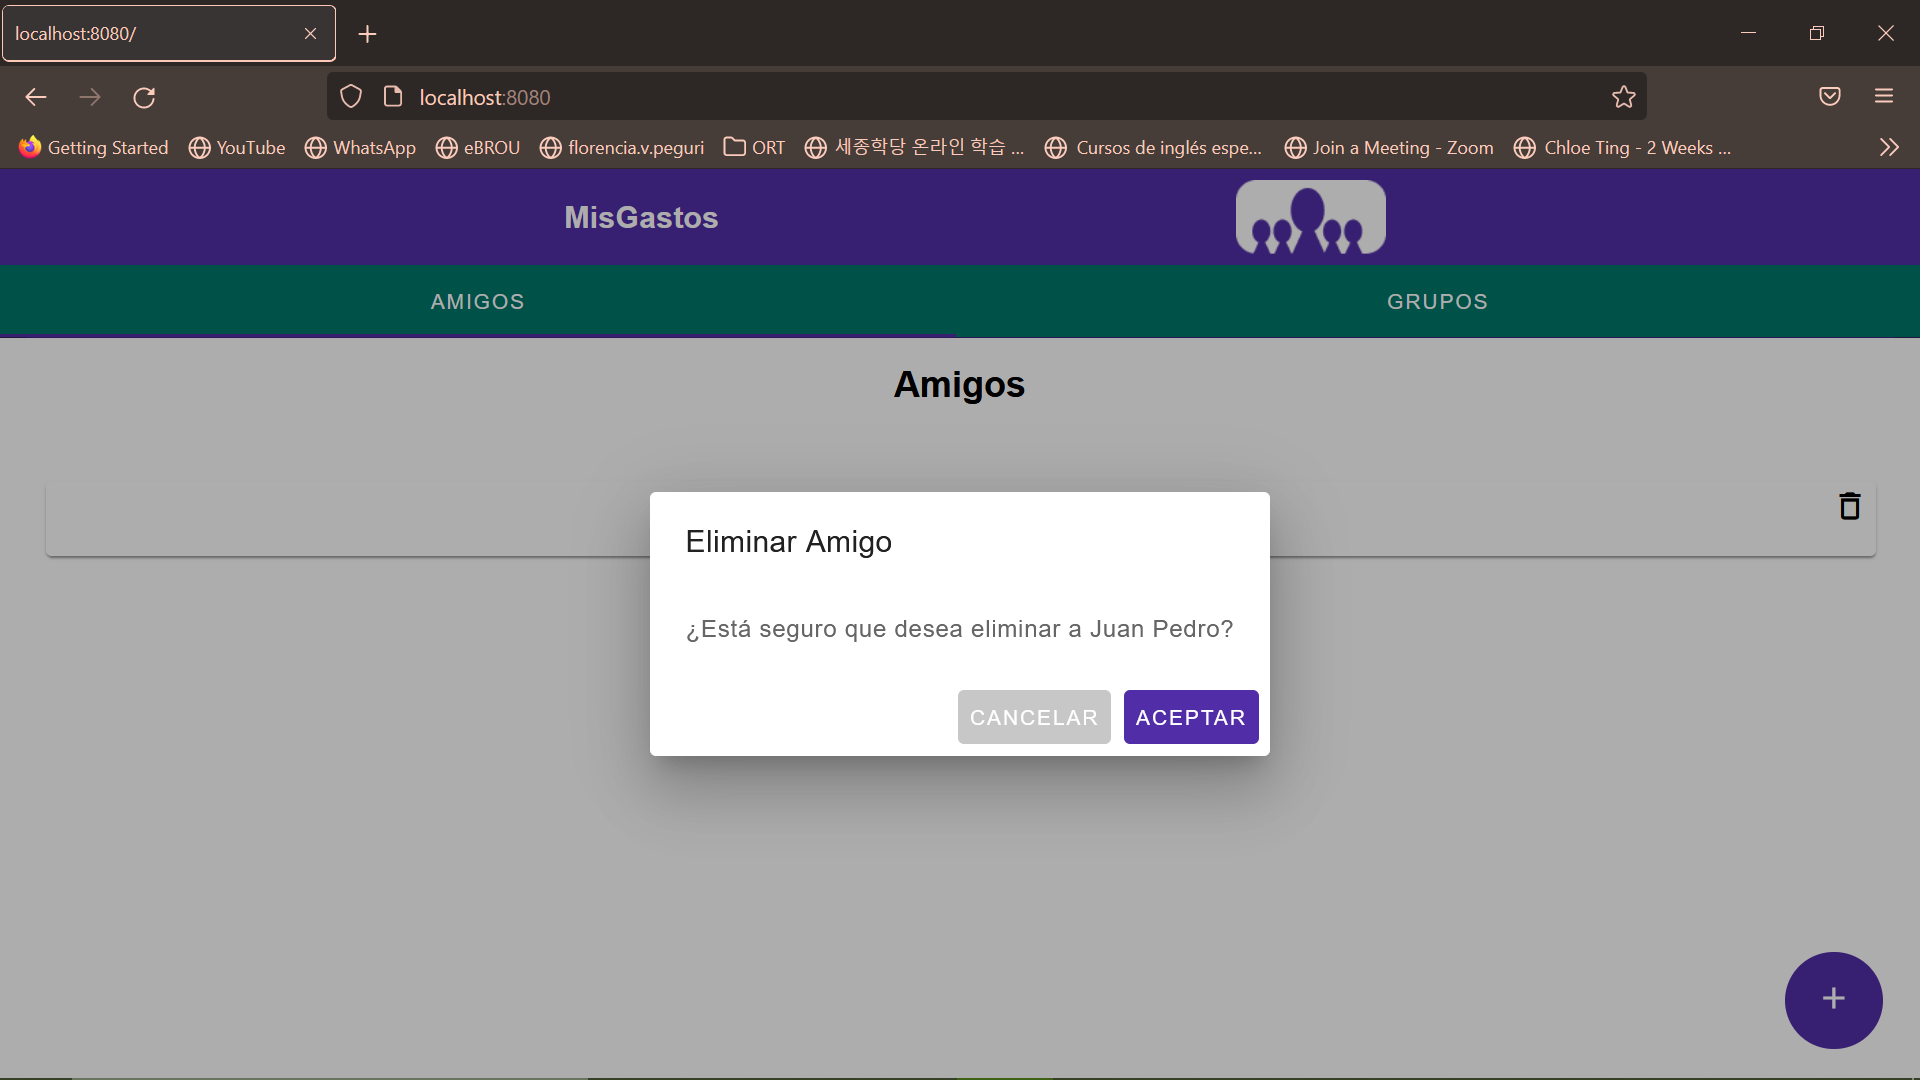 localhost:8080/
localhost:8080
Getting Started YouTube WhatsApp eBROU florencia.v.peguri ORT 세종학당 온라인 학습 ... Cursos de inglés espe... Join a Meeting - Zoom Chloe Ting - 2 Weeks ...
MisGastos
AMIGOS GRUPOS
Amigos
Eliminar Amigo
¿Está seguro que desea eliminar a Juan Pedro?
CANCELAR ACEPTAR